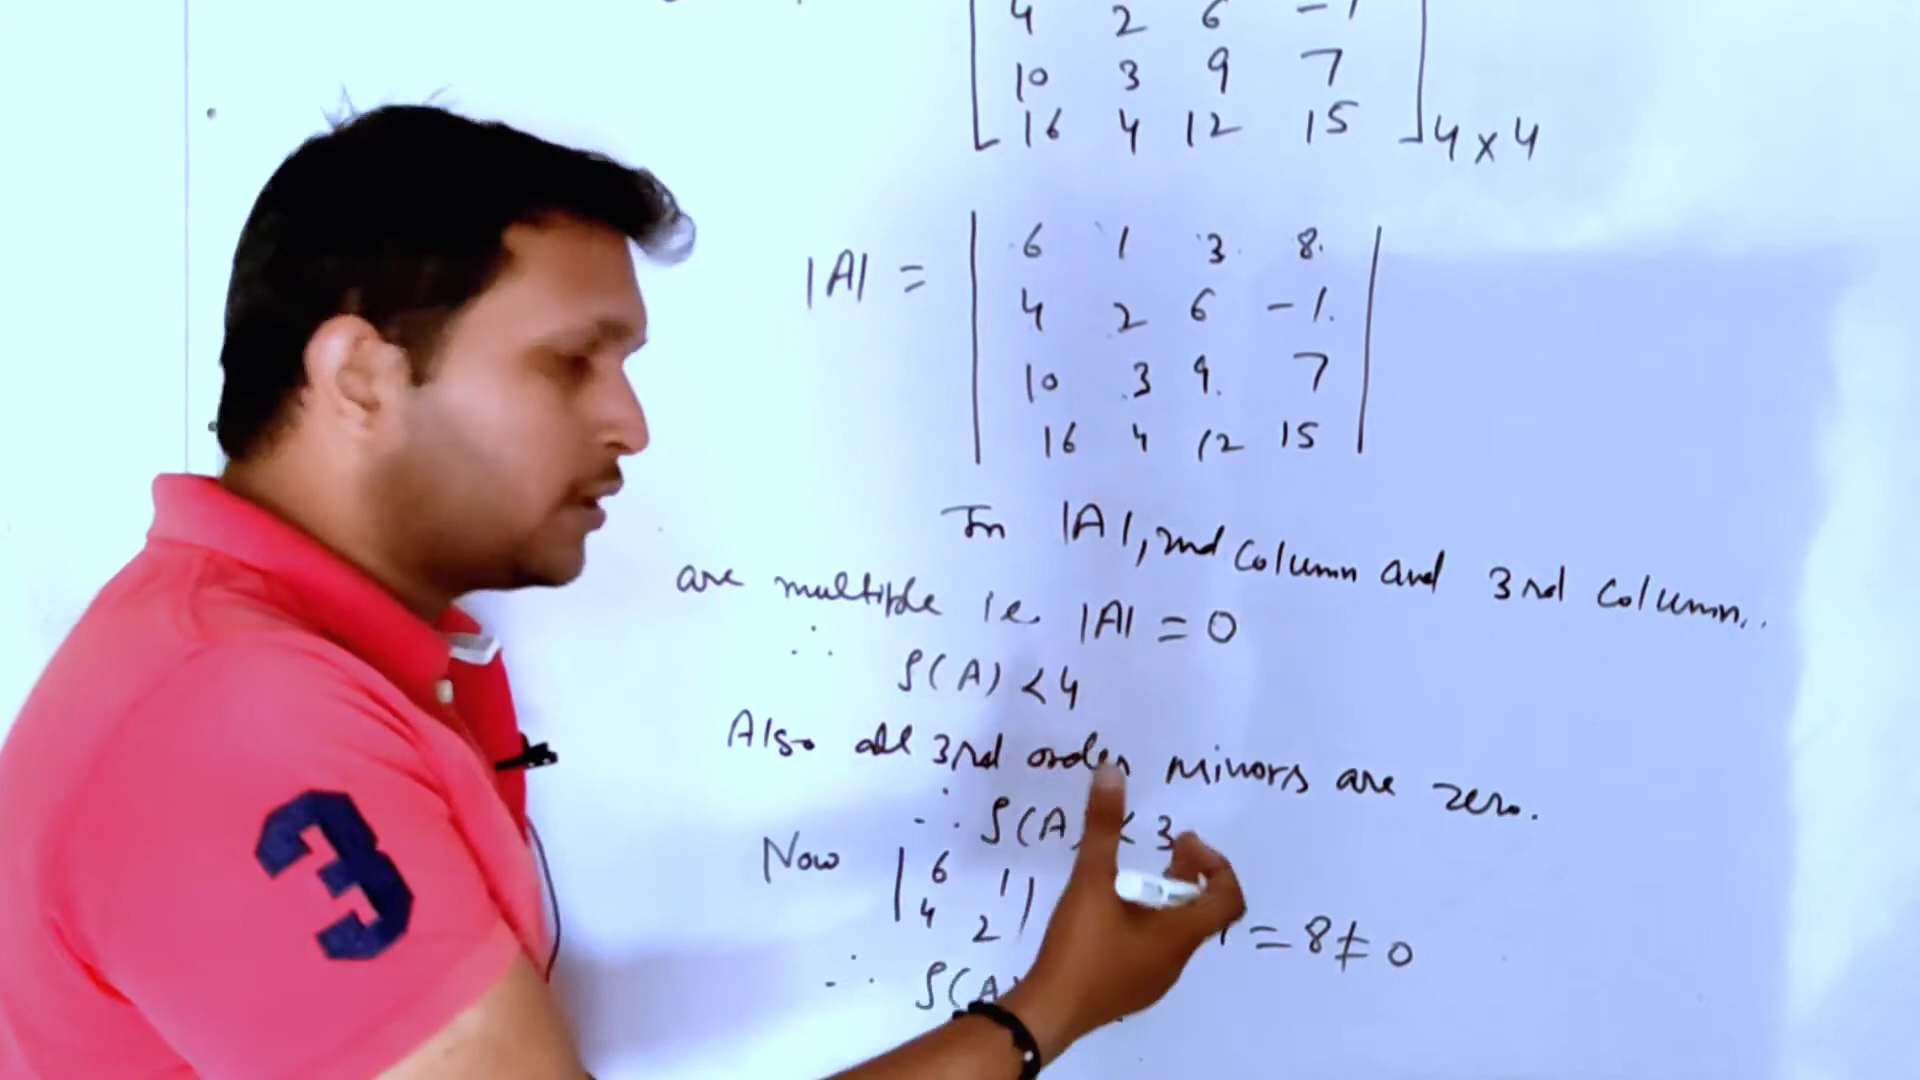 4 2 6 -1
10 3 9 7
16 4 12 15 4 x 4
|A| = 6 1 3 8
4 2 6 -1
10 3 9 7
16 4 12 15
In |A|, 2nd Column and 3rd Column
are multiple i.e. |A| = 0
∴ ρ(A) < 4
Also all 3rd order minors are zero.
∴ ρ(A) < 3
Now | 6 1 |
| 4 2 | = 8 ≠ 0
∴ ρ(A)
3